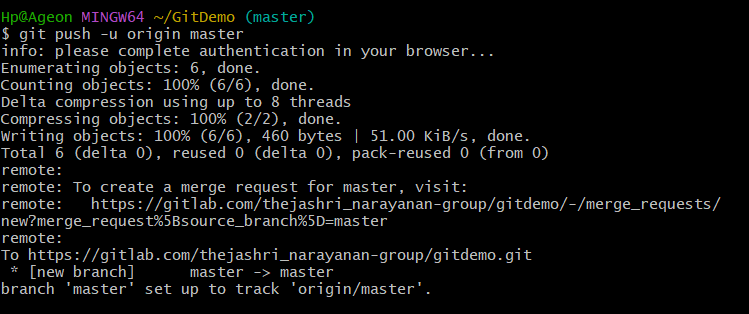 Hp@Ageon MINGW64 ~/GitDemo (master)
$ git push -u origin master
info: please complete authentication in your browser...
Enumerating objects: 6, done.
Counting objects: 100% (6/6), done.
Delta compression using up to 8 threads
Compressing objects: 100% (2/2), done.
Writing objects: 100% (6/6), 460 bytes | 51.00 KiB/s, done.
Total 6 (delta 0), reused 0 (delta 0), pack-reused 0 (from 0)
remote:
remote: To create a merge request for master, visit:
remote:   https://gitlab.com/thejashri_narayanan-group/gitdemo/-/merge_requests/
new?merge_request%5Bsource_branch%5D=master
remote:
To https://gitlab.com/thejashri_narayanan-group/gitdemo.git
 * [new branch]      master -> master
branch 'master' set up to track 'origin/master'.